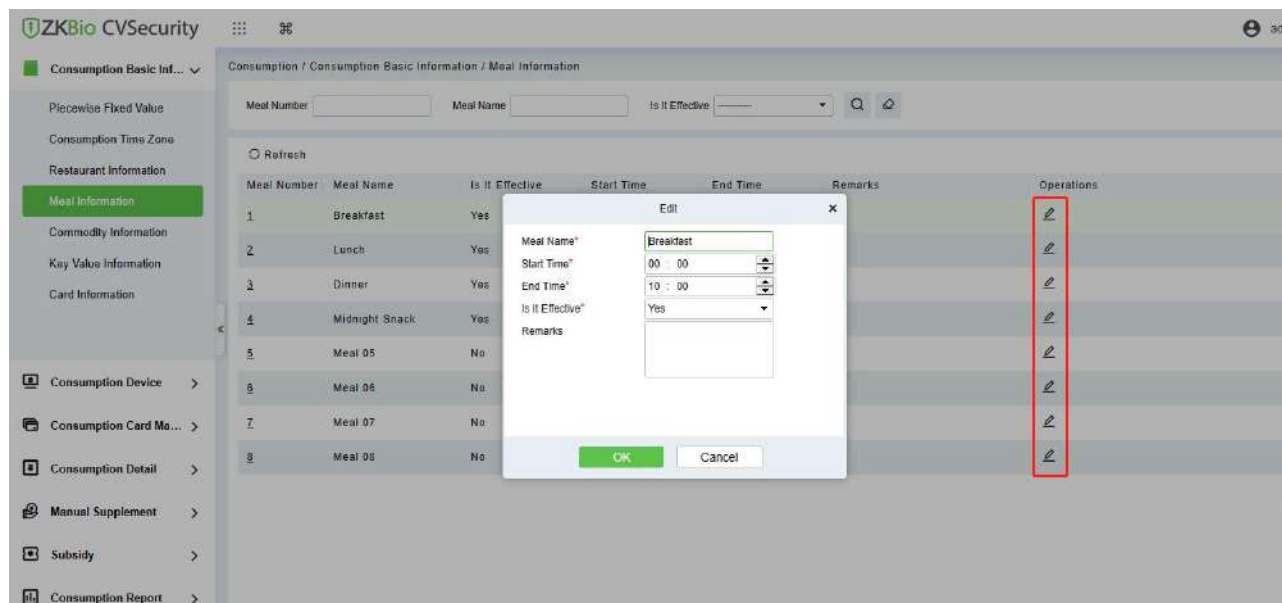 ZKBio CVSecurity
Consumption Basic Inf...
Consumption / Consumption Basic Information / Meal Information
Piecewise Fixed Value
Meal Number
Meal Name
Is It Effective
----------
Consumption Time Zone
Restaurant Information
Meal Information
Commodity Information
Key Value Information
Card Information
Consumption Device
Consumption Card Ma...
Consumption Detail
Manual Supplement
Subsidy
Consumption Report
Refresh
Meal Number Meal Name Is It Effective Start Time End Time Remarks Operations
1 Breakfast Yes
2 Lunch Yes
3 Dinner Yes
4 Midnight Snack Yes
5 Meal 05 No
6 Meal 06 No
7 Meal 07 No
8 Meal 08 No
Edit
Meal Name* Breakfast
Start Time* 00 : 00
End Time* 10 : 00
Is It Effective* Yes
Remarks
OK Cancel